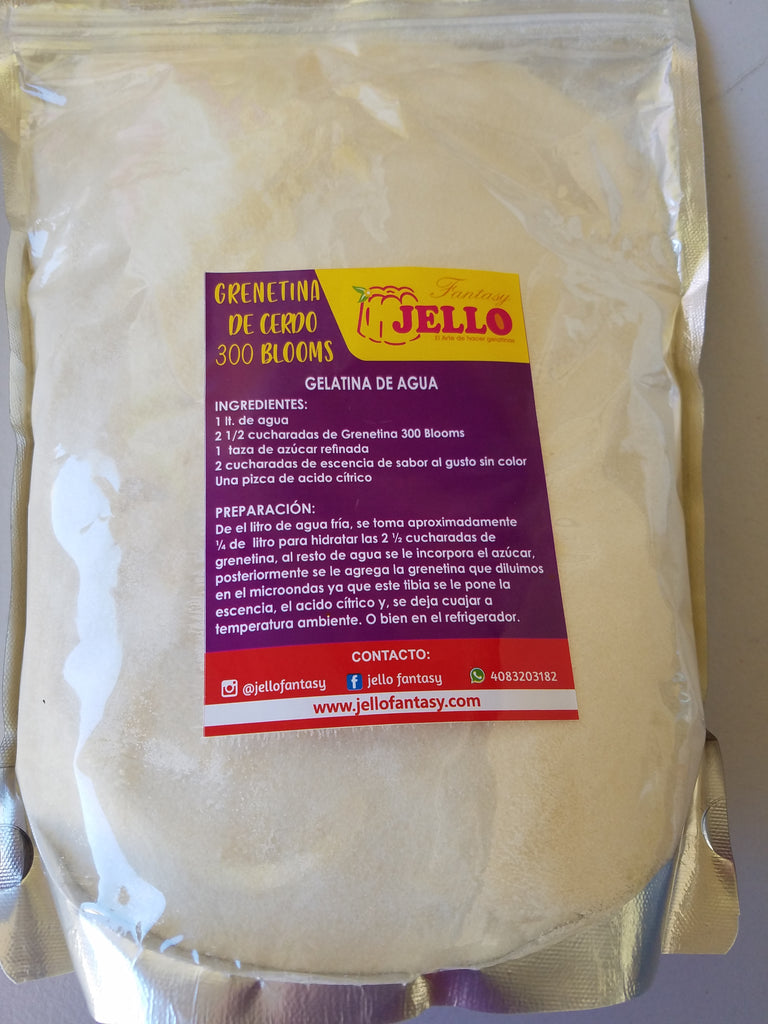 GRENETINA
DE CERDO
300 BLOOMS
Fantasy
JELLO
El Arte de hacer gelatinas
GELATINA DE AGUA
INGREDIENTES:
1 lt. de agua
2 1/2 cucharadas de Grenetina 300 Blooms
1 taza de azúcar refinada
2 cucharadas de escencia de sabor al gusto sin color
Una pizca de acido cítrico
PREPARACIÓN:
De el litro de agua fría, se toma aproximadamente
¼ de litro para hidratar las 2 ½ cucharadas de
grenetina, al resto de agua se le incorpora el azúcar,
posteriormente se le agrega la grenetina que diluimos
en el microondas ya que este tibia se le pone la
escencia, el acido cítrico y, se deja cuajar a
temperatura ambiente. O bien en el refrigerador.
CONTACTO:
@jellofantasy jello fantasy 4083203182
www.jellofantasy.com